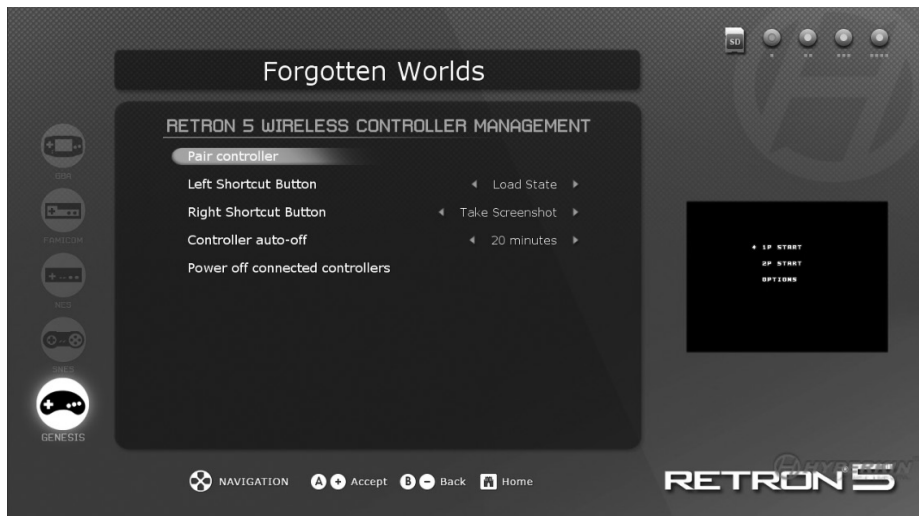 SD
Forgotten Worlds
RETRON 5 WIRELESS CONTROLLER MANAGEMENT
Pair controller
Left Shortcut Button
Load State
Right Shortcut Button
Take Screenshot
Controller auto-off
20 minutes
Power off connected controllers
GBA
FAMICOM
NES
SNES
GENESIS
1P START
2P START
OPTIONS
NAVIGATION
A + Accept
B - Back
Home
RETRON 5
HYPERKIN